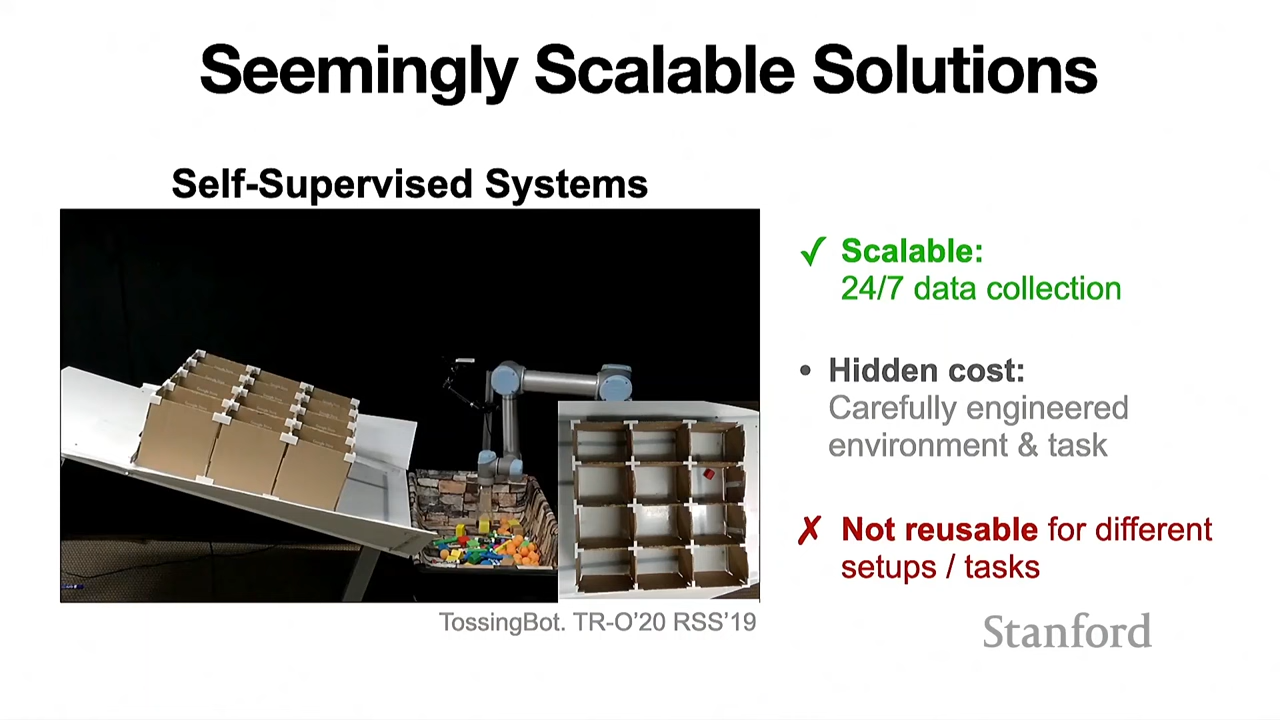 Seemingly Scalable Solutions
Self-Supervised Systems
✓ Scalable:
24/7 data collection
• Hidden cost:
Carefully engineered
environment & task
✗ Not reusable for different
setups / tasks
TossingBot. TR-O’20 RSS’19
Stanford